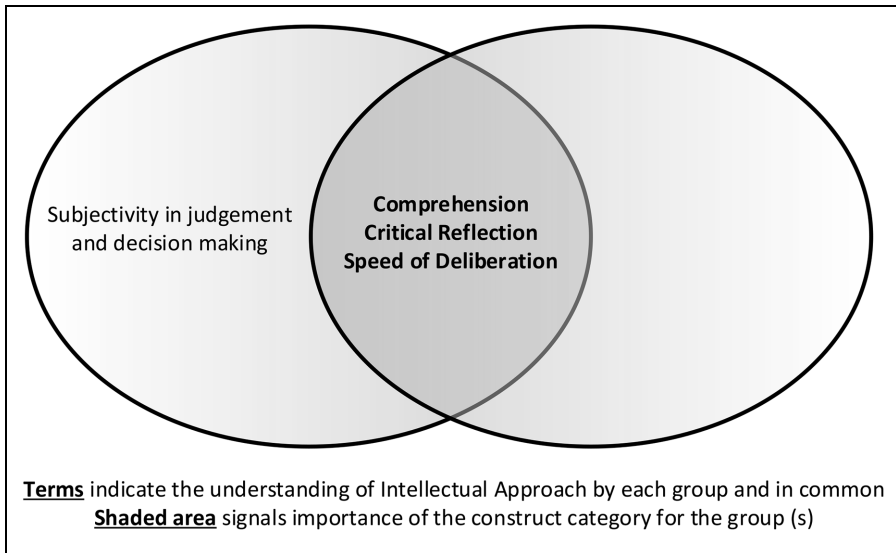 Subjectivity in judgement
and decision making
Comprehension
Critical Reflection
Speed of Deliberation
Terms indicate the understanding of Intellectual Approach by each group and in common
Shaded area signals importance of the construct category for the group (s)